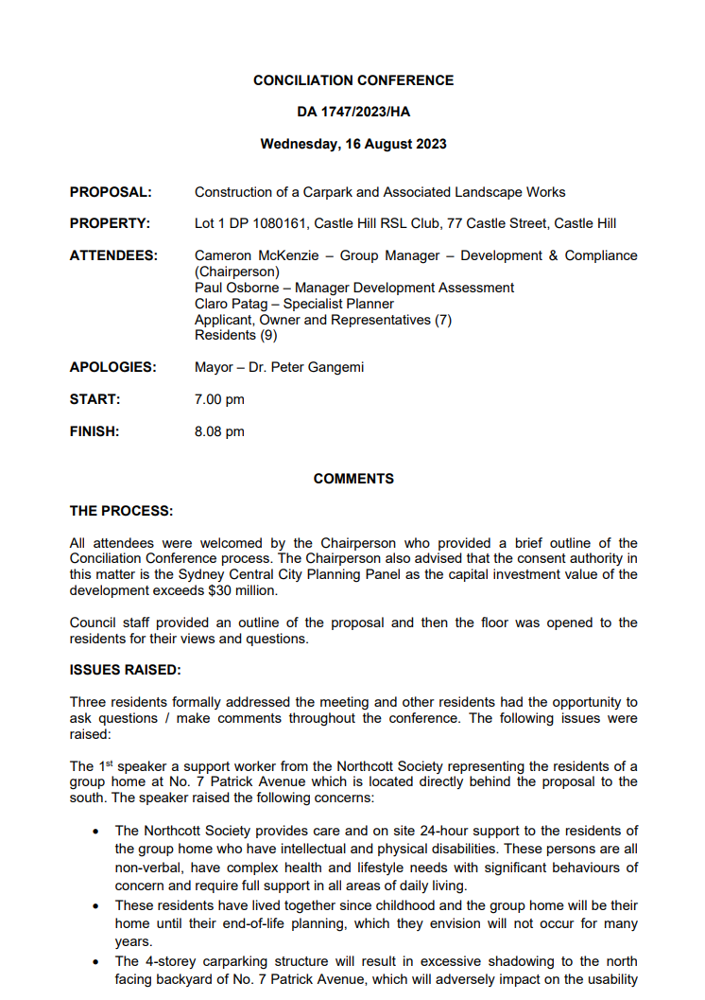 CONCILIATION CONFERENCE
DA 1747/2023/HA
Wednesday, 16 August 2023
PROPOSAL: Construction of a Carpark and Associated Landscape Works
PROPERTY: Lot 1 DP 1080161, Castle Hill RSL Club, 77 Castle Street, Castle Hill
ATTENDEES: Cameron McKenzie – Group Manager – Development & Compliance
(Chairperson)
Paul Osborne – Manager Development Assessment
Claro Patag – Specialist Planner
Applicant, Owner and Representatives (7)
Residents (9)
APOLOGIES: Mayor – Dr. Peter Gangemi
START: 7.00 pm
FINISH: 8.08 pm
COMMENTS
THE PROCESS:
All attendees were welcomed by the Chairperson who provided a brief outline of the
Conciliation Conference process. The Chairperson also advised that the consent authority in
this matter is the Sydney Central City Planning Panel as the capital investment value of the
development exceeds $30 million.
Council staff provided an outline of the proposal and then the floor was opened to the
residents for their views and questions.
ISSUES RAISED:
Three residents formally addressed the meeting and other residents had the opportunity to
ask questions / make comments throughout the conference. The following issues were
raised:
The 1st speaker a support worker from the Northcott Society representing the residents of a
group home at No. 7 Patrick Avenue which is located directly behind the proposal to the
south. The speaker raised the following concerns:
• The Northcott Society provides care and on site 24-hour support to the residents of
the group home who have intellectual and physical disabilities. These persons are all
non-verbal, have complex health and lifestyle needs with significant behaviours of
concern and require full support in all areas of daily living.
• These residents have lived together since childhood and the group home will be their
home until their end-of-life planning, which they envision will not occur for many
years.
• The 4-storey carparking structure will result in excessive shadowing to the north
facing backyard of No. 7 Patrick Avenue, which will adversely impact on the usability